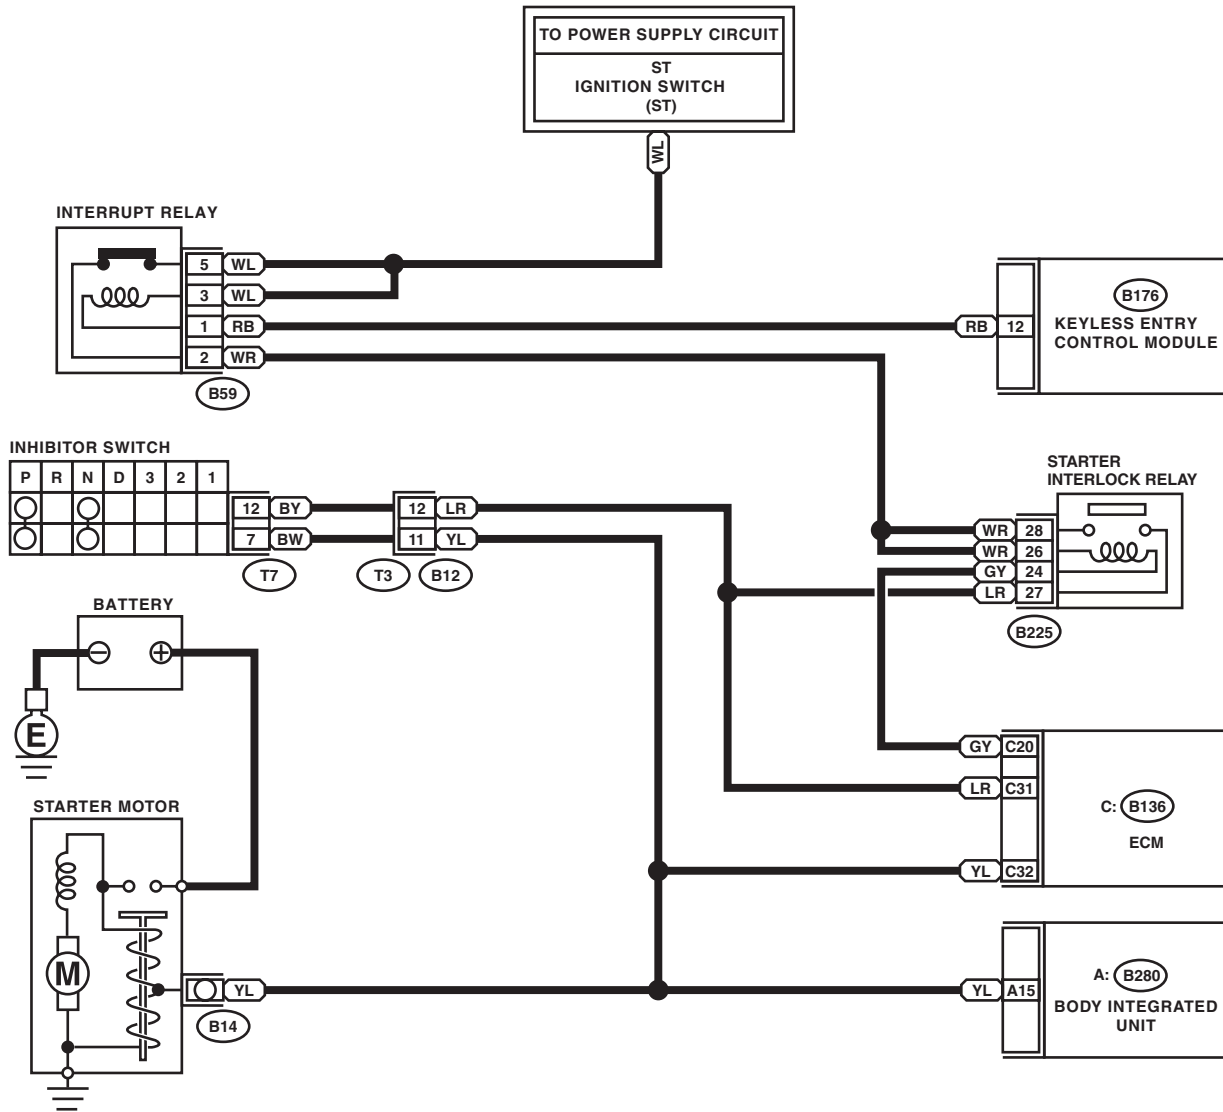 TO POWER SUPPLY CIRCUIT
ST
IGNITION SWITCH
(ST)
WL
INTERRUPT RELAY
5 WL
3 WL
1 RB
2 WR
B59
RB 12
B176
KEYLESS ENTRY
CONTROL MODULE
INHIBITOR SWITCH
P R N D 3 2 1
12 BY
7 BW
T7
12 LR
11 YL
T3 B12
STARTER
INTERLOCK RELAY
WR 28
WR 26
GY 24
LR 27
B225
BATTERY
− +
E
GY C20
LR C31
YL C32
C: B136
ECM
STARTER MOTOR
M
YL
B14
YL A15
A: B280
BODY INTEGRATED
UNIT